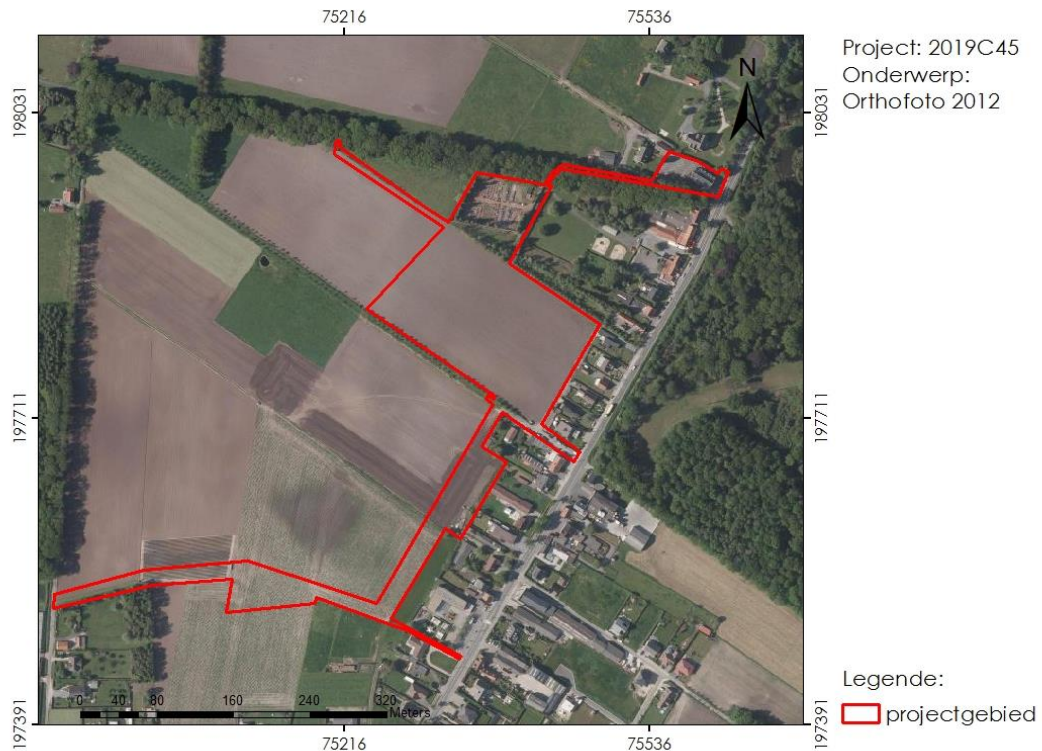 75216 75536
Project: 2019C45
Onderwerp:
Orthofoto 2012
N
198031 198031
197711 197711
197391 197391
0 40 80 160 240 320
Meters
75216 75536
Legende:
projectgebied